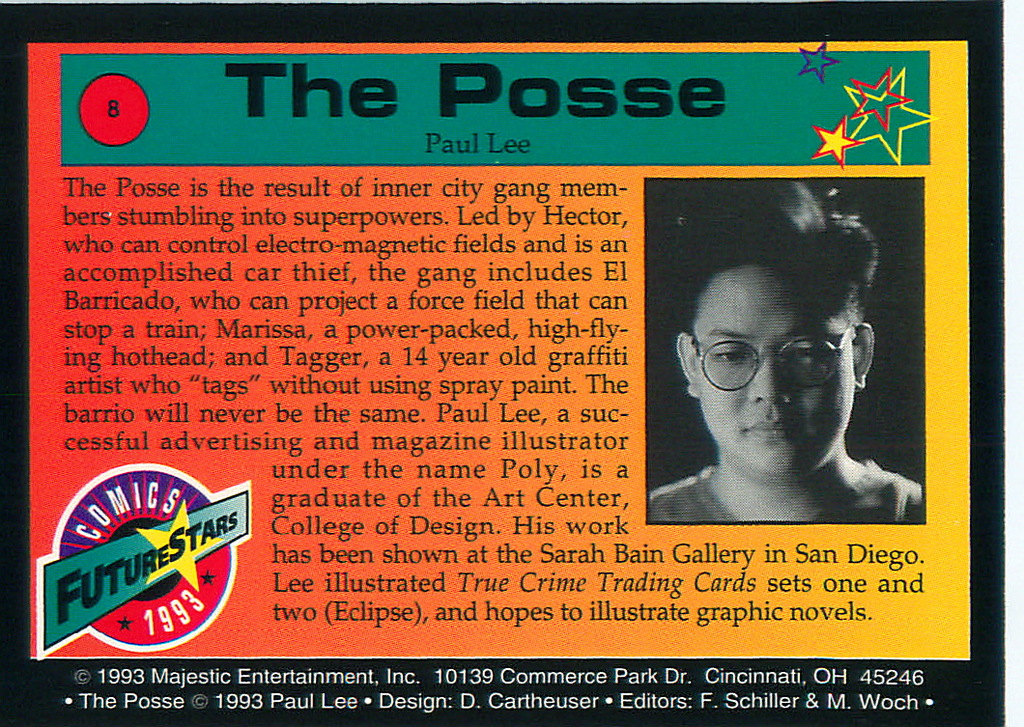 8
The Posse
Paul Lee
The Posse is the result of inner city gang mem-
bers stumbling into superpowers. Led by Hector,
who can control electro-magnetic fields and is an
accomplished car thief, the gang includes El
Barricado, who can project a force field that can
stop a train; Marissa, a power-packed, high-fly-
ing hothead; and Tagger, a 14 year old graffiti
artist who "tags" without using spray paint. The
barrio will never be the same. Paul Lee, a suc-
cessful advertising and magazine illustrator
under the name Poly, is a
graduate of the Art Center,
College of Design. His work
has been shown at the Sarah Bain Gallery in San Diego.
Lee illustrated True Crime Trading Cards sets one and
two (Eclipse), and hopes to illustrate graphic novels.
COMICS
FUTURESTARS
1993
© 1993 Majestic Entertainment, Inc. 10139 Commerce Park Dr. Cincinnati, OH 45246
• The Posse © 1993 Paul Lee • Design: D. Cartheuser • Editors: F. Schiller & M. Woch •